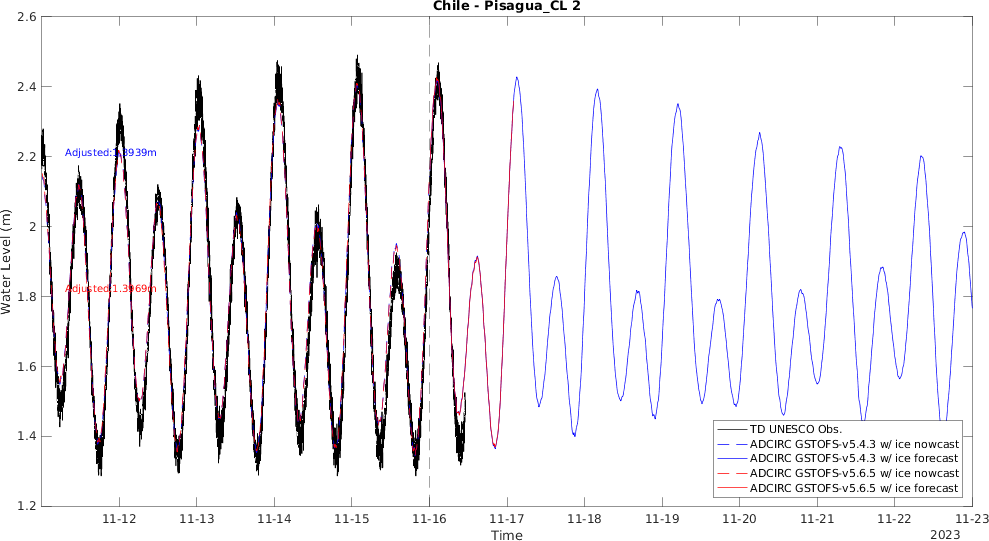 Chile - Pisagua_CL 2
2.6
2.4
2.2
2
1.8
1.6
1.4
1.2
Water Level (m)
Adjusted:1.3939m
Adjusted:1.3969m
TD UNESCO Obs.
ADCIRC GSTOFS-v5.4.3 w/ ice nowcast
ADCIRC GSTOFS-v5.4.3 w/ ice forecast
ADCIRC GSTOFS-v5.6.5 w/ ice nowcast
ADCIRC GSTOFS-v5.6.5 w/ ice forecast
11-12 11-13 11-14 11-15 11-16 11-17 11-18 11-19 11-20 11-21 11-22 11-23
Time
2023